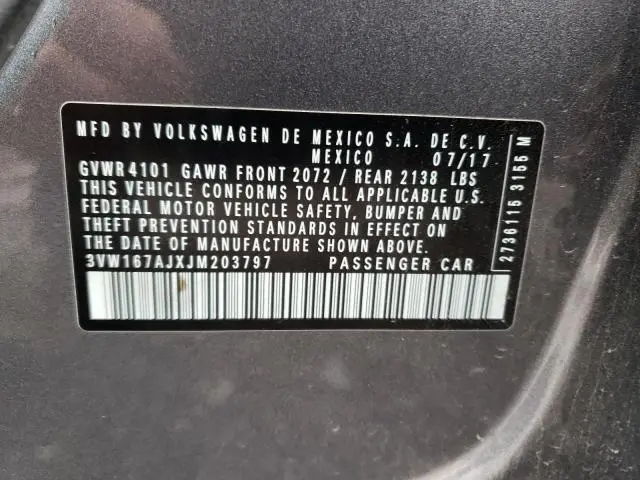 MFD BY VOLKSWAGEN DE MEXICO S.A. DE C.V.
MEXICO 07/17
GVWR 4101 GAWR FRONT 2072 / REAR 2138 LBS
THIS VEHICLE CONFORMS TO ALL APPLICABLE U.S.
FEDERAL MOTOR VEHICLE SAFETY, BUMPER AND
THEFT PREVENTION STANDARDS IN EFFECT ON
THE DATE OF MANUFACTURE SHOWN ABOVE.
3VW167AJXJM203797 PASSENGER CAR
2736115 3155 M